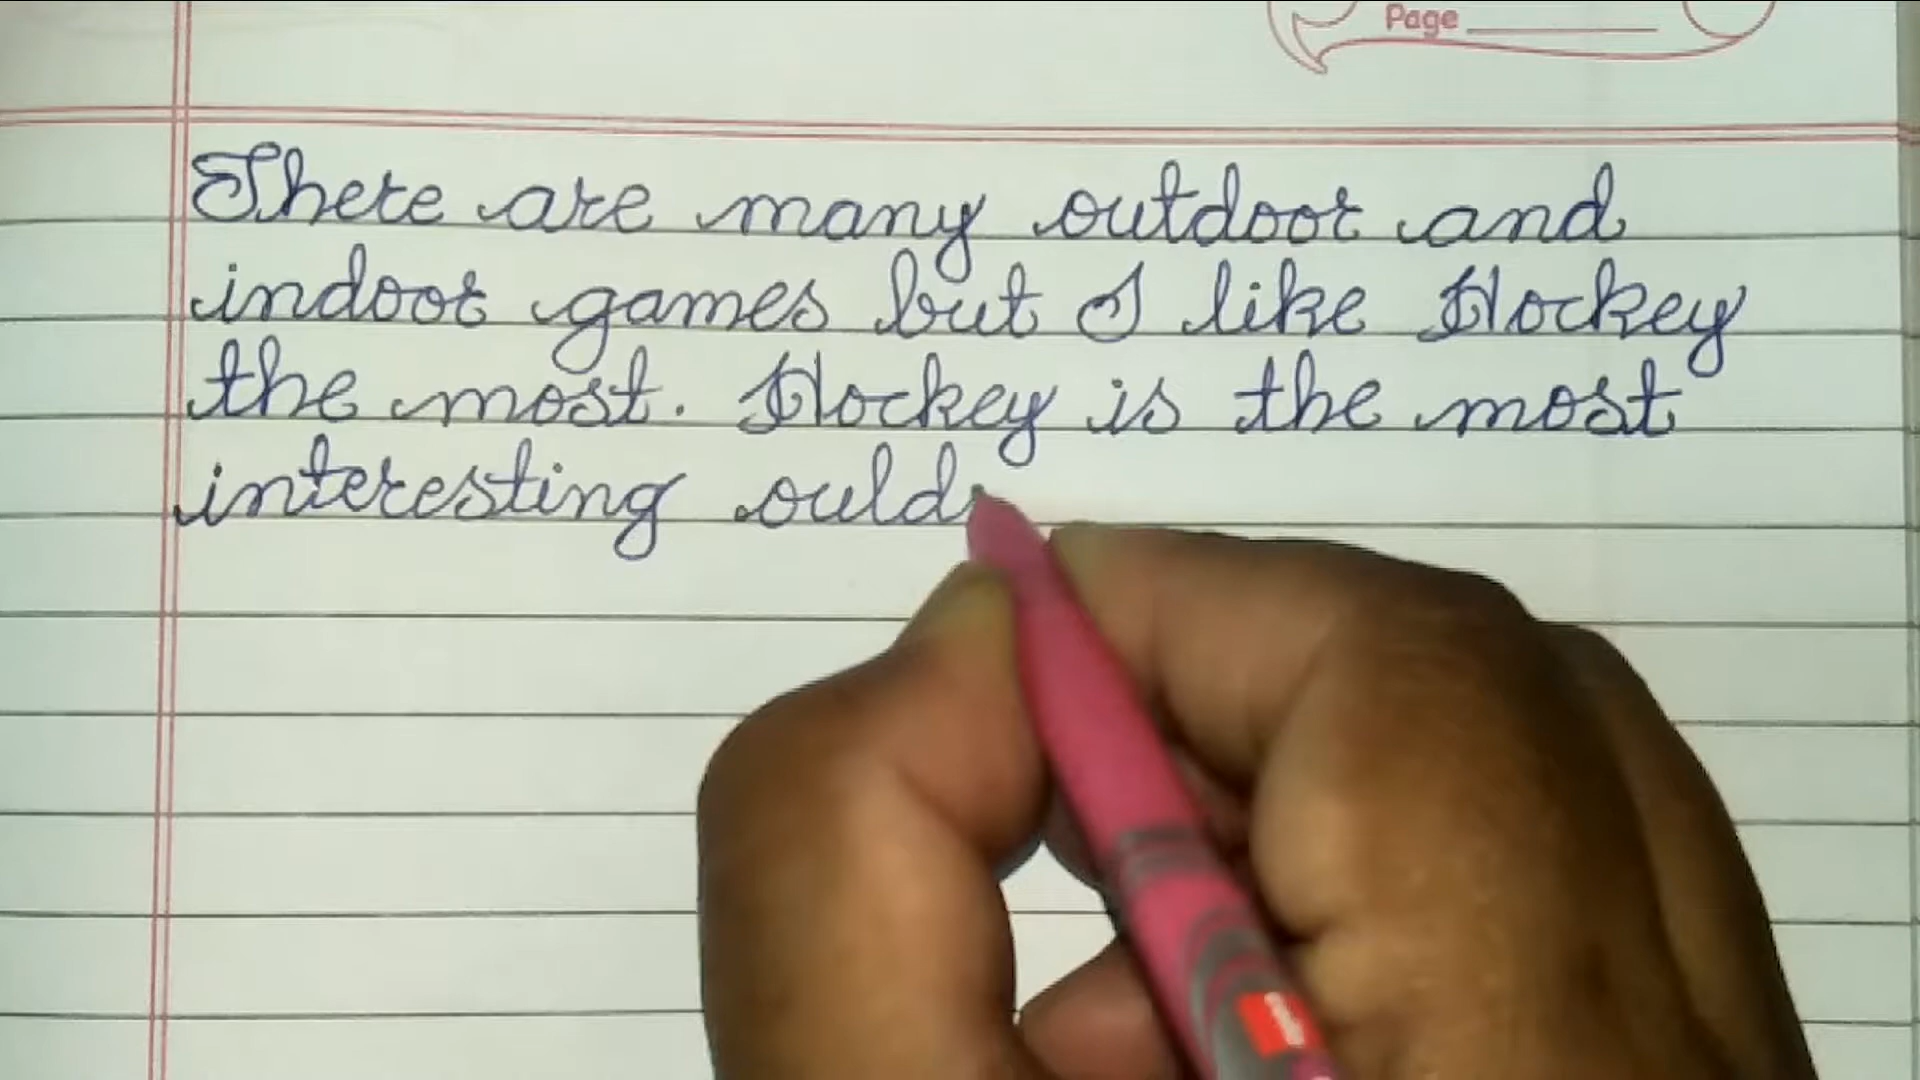 Page
There are many outdoor and
indoor games but I like Hockey
the most. Hockey is the most
interesting ould